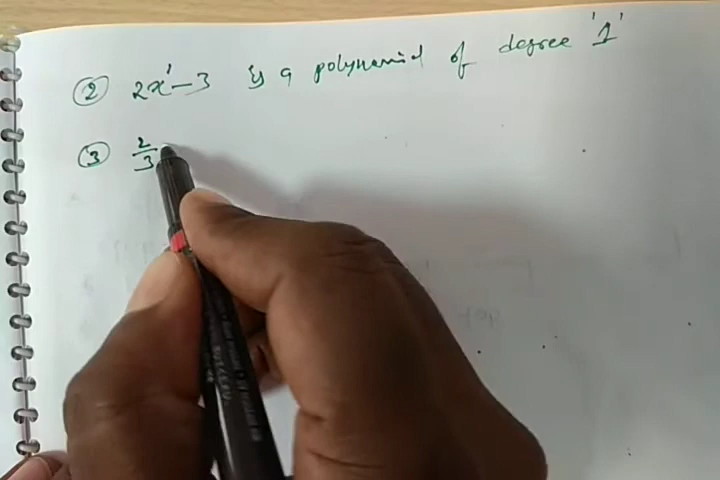 ② 2x¹ - 3 is a polynomial of degree '1'
③ 2/3